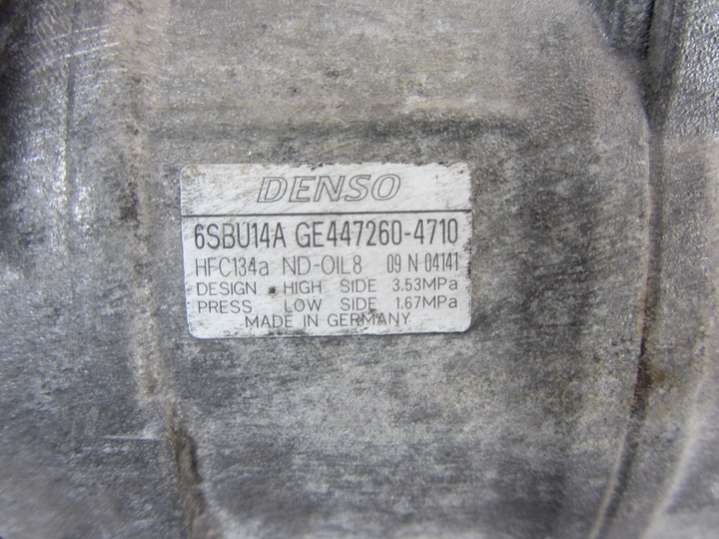 DENSO
6SBU14A GE447260-4710
HFC134a ND-OIL8 09 N 04141
DESIGN HIGH SIDE 3.53MPa
PRESS LOW SIDE 1.67MPa
MADE IN GERMANY